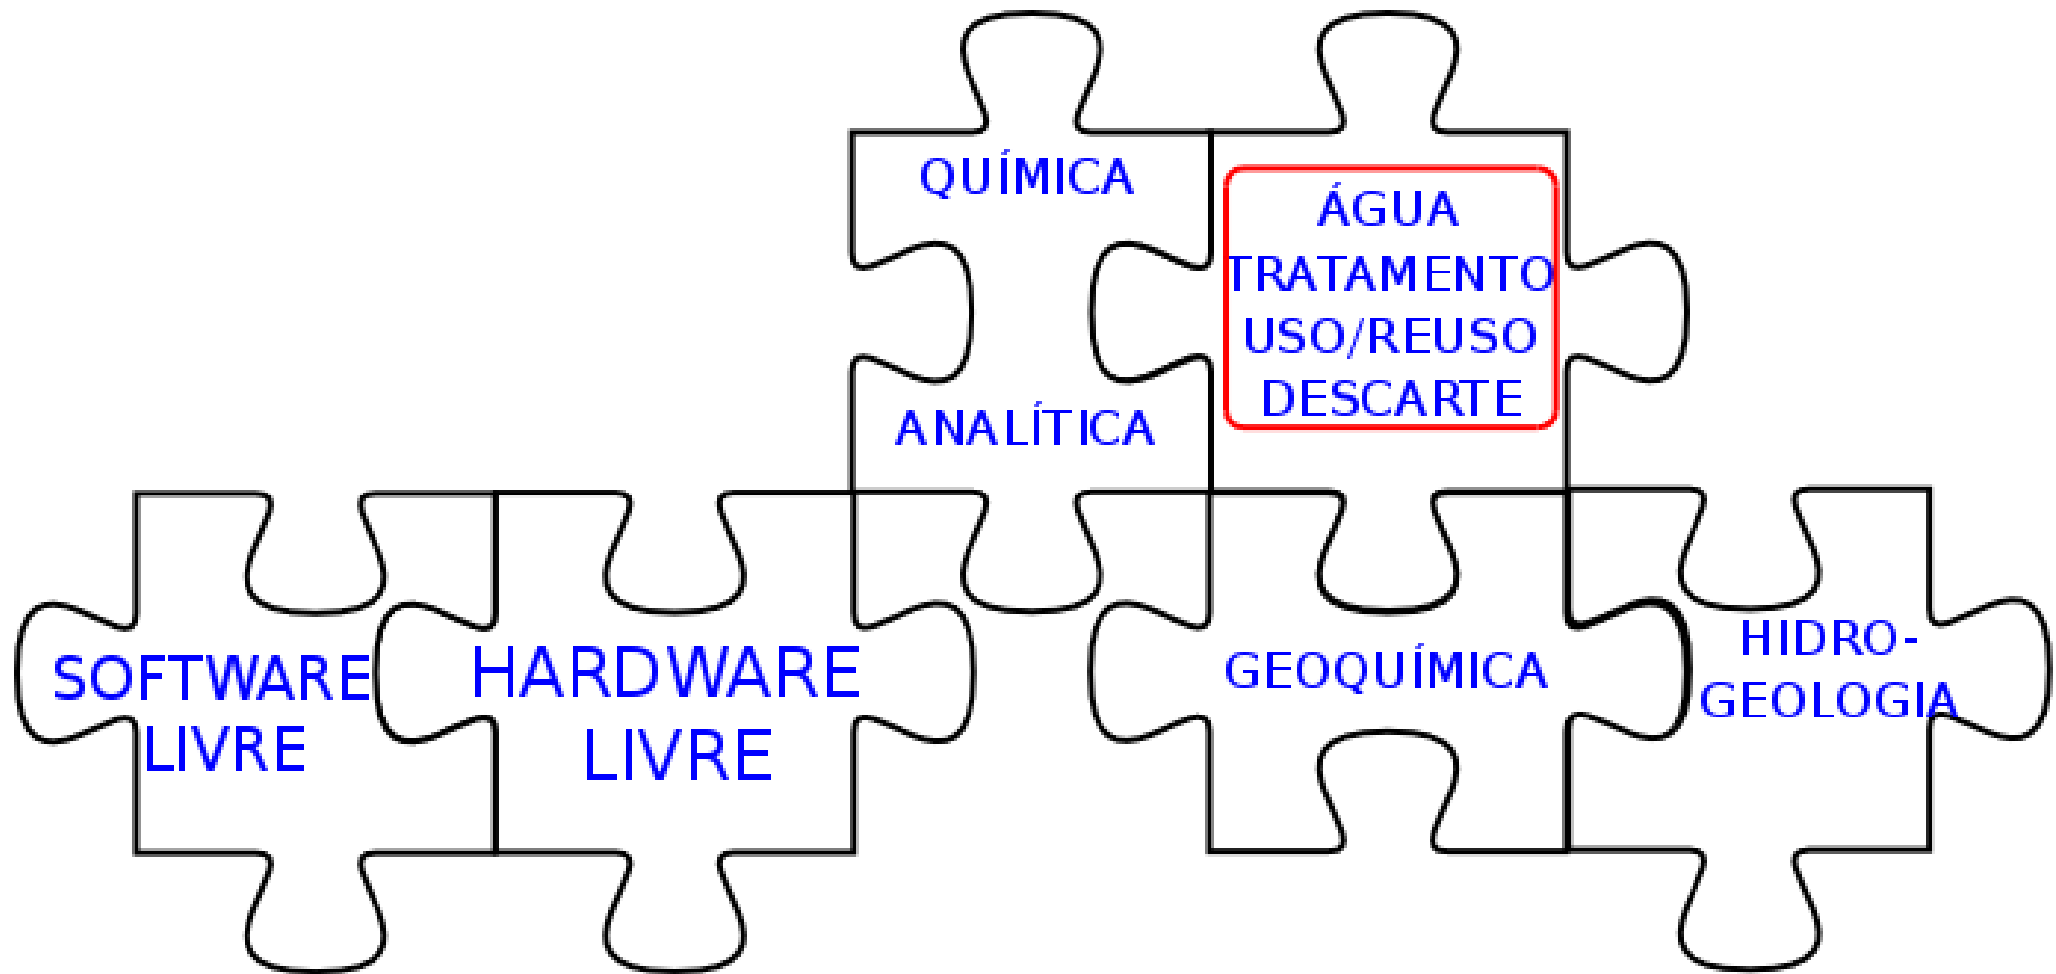 QUÍMICA
ANALÍTICA
ÁGUA
TRATAMENTO
USO/REUSO
DESCARTE
SOFTWARE
LIVRE
HARDWARE
LIVRE
GEOQUÍMICA
HIDRO-
GEOLOGIA